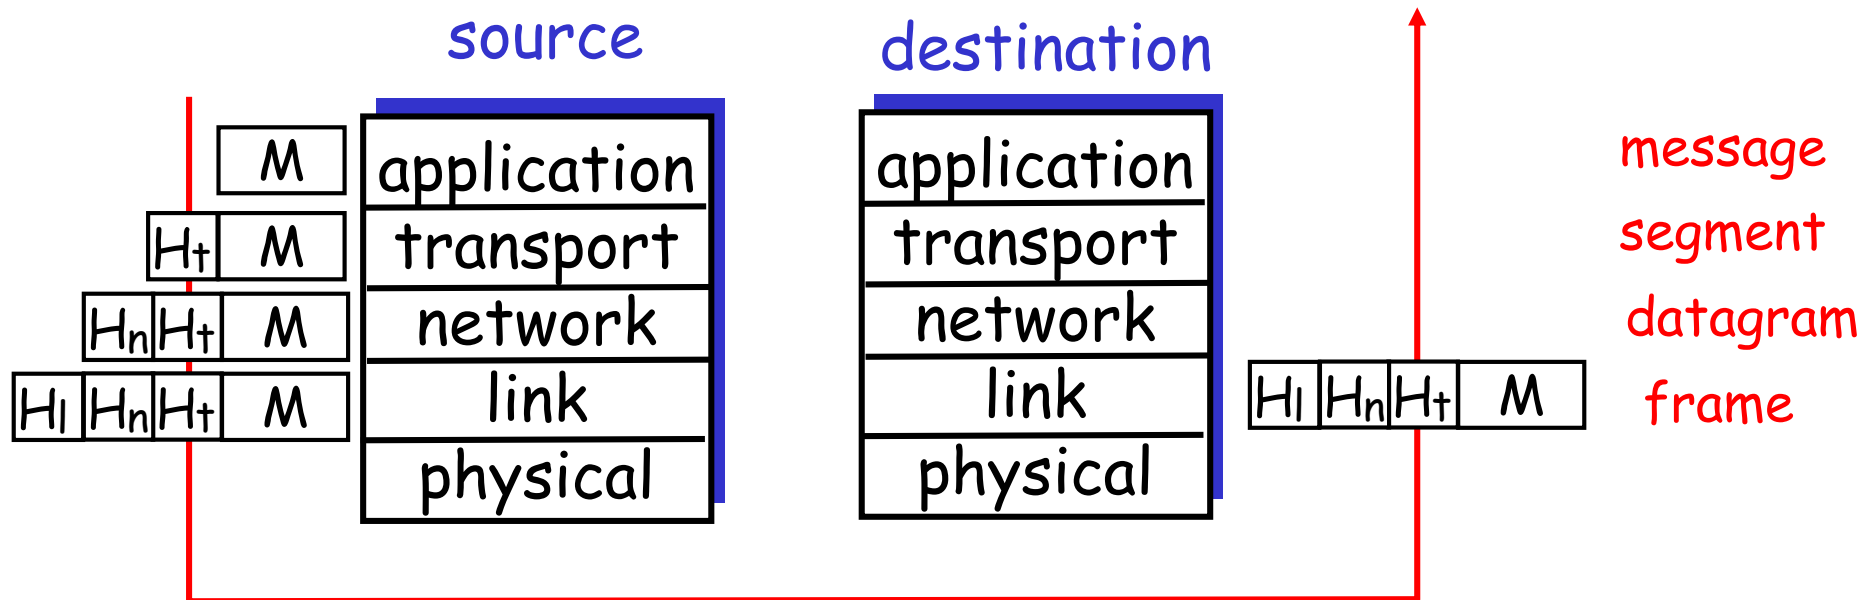 source
destination
M
application
application
message
Ht M
transport
transport
segment
Hn Ht M
network
network
datagram
Hl Hn Ht M
link
link
Hl Hn Ht M
frame
physical
physical